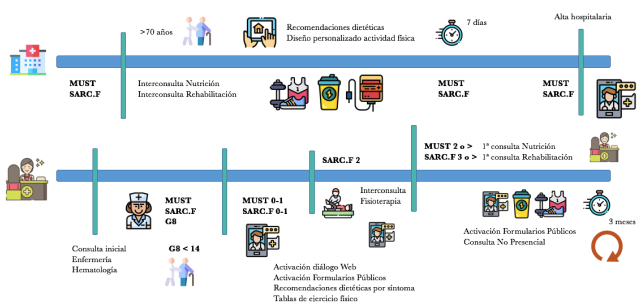 >70 años
Recomendaciones dietéticas
Diseño personalizado actividad física
7 días
Alta hospitalaria
MUST
SARC.F
Interconsulta Nutrición
Interconsulta Rehabilitación
MUST
SARC.F
MUST
SARC.F
SARC.F 2
MUST 2 o > 1ª consulta Nutrición
SARC.F 3 o > 1ª consulta Rehabilitación
MUST
SARC.F
G8
MUST 0-1
SARC.F 0-1
Interconsulta
Fisioterapia
Consulta inicial
Enfermería
Hematología
G8 < 14
Activación diálogo Web
Activación Formularios Públicos
Recomendaciones dietéticas por síntoma
Tablas de ejercicio físico
Activación Formularios Públicos
Consulta No Presencial
3 meses